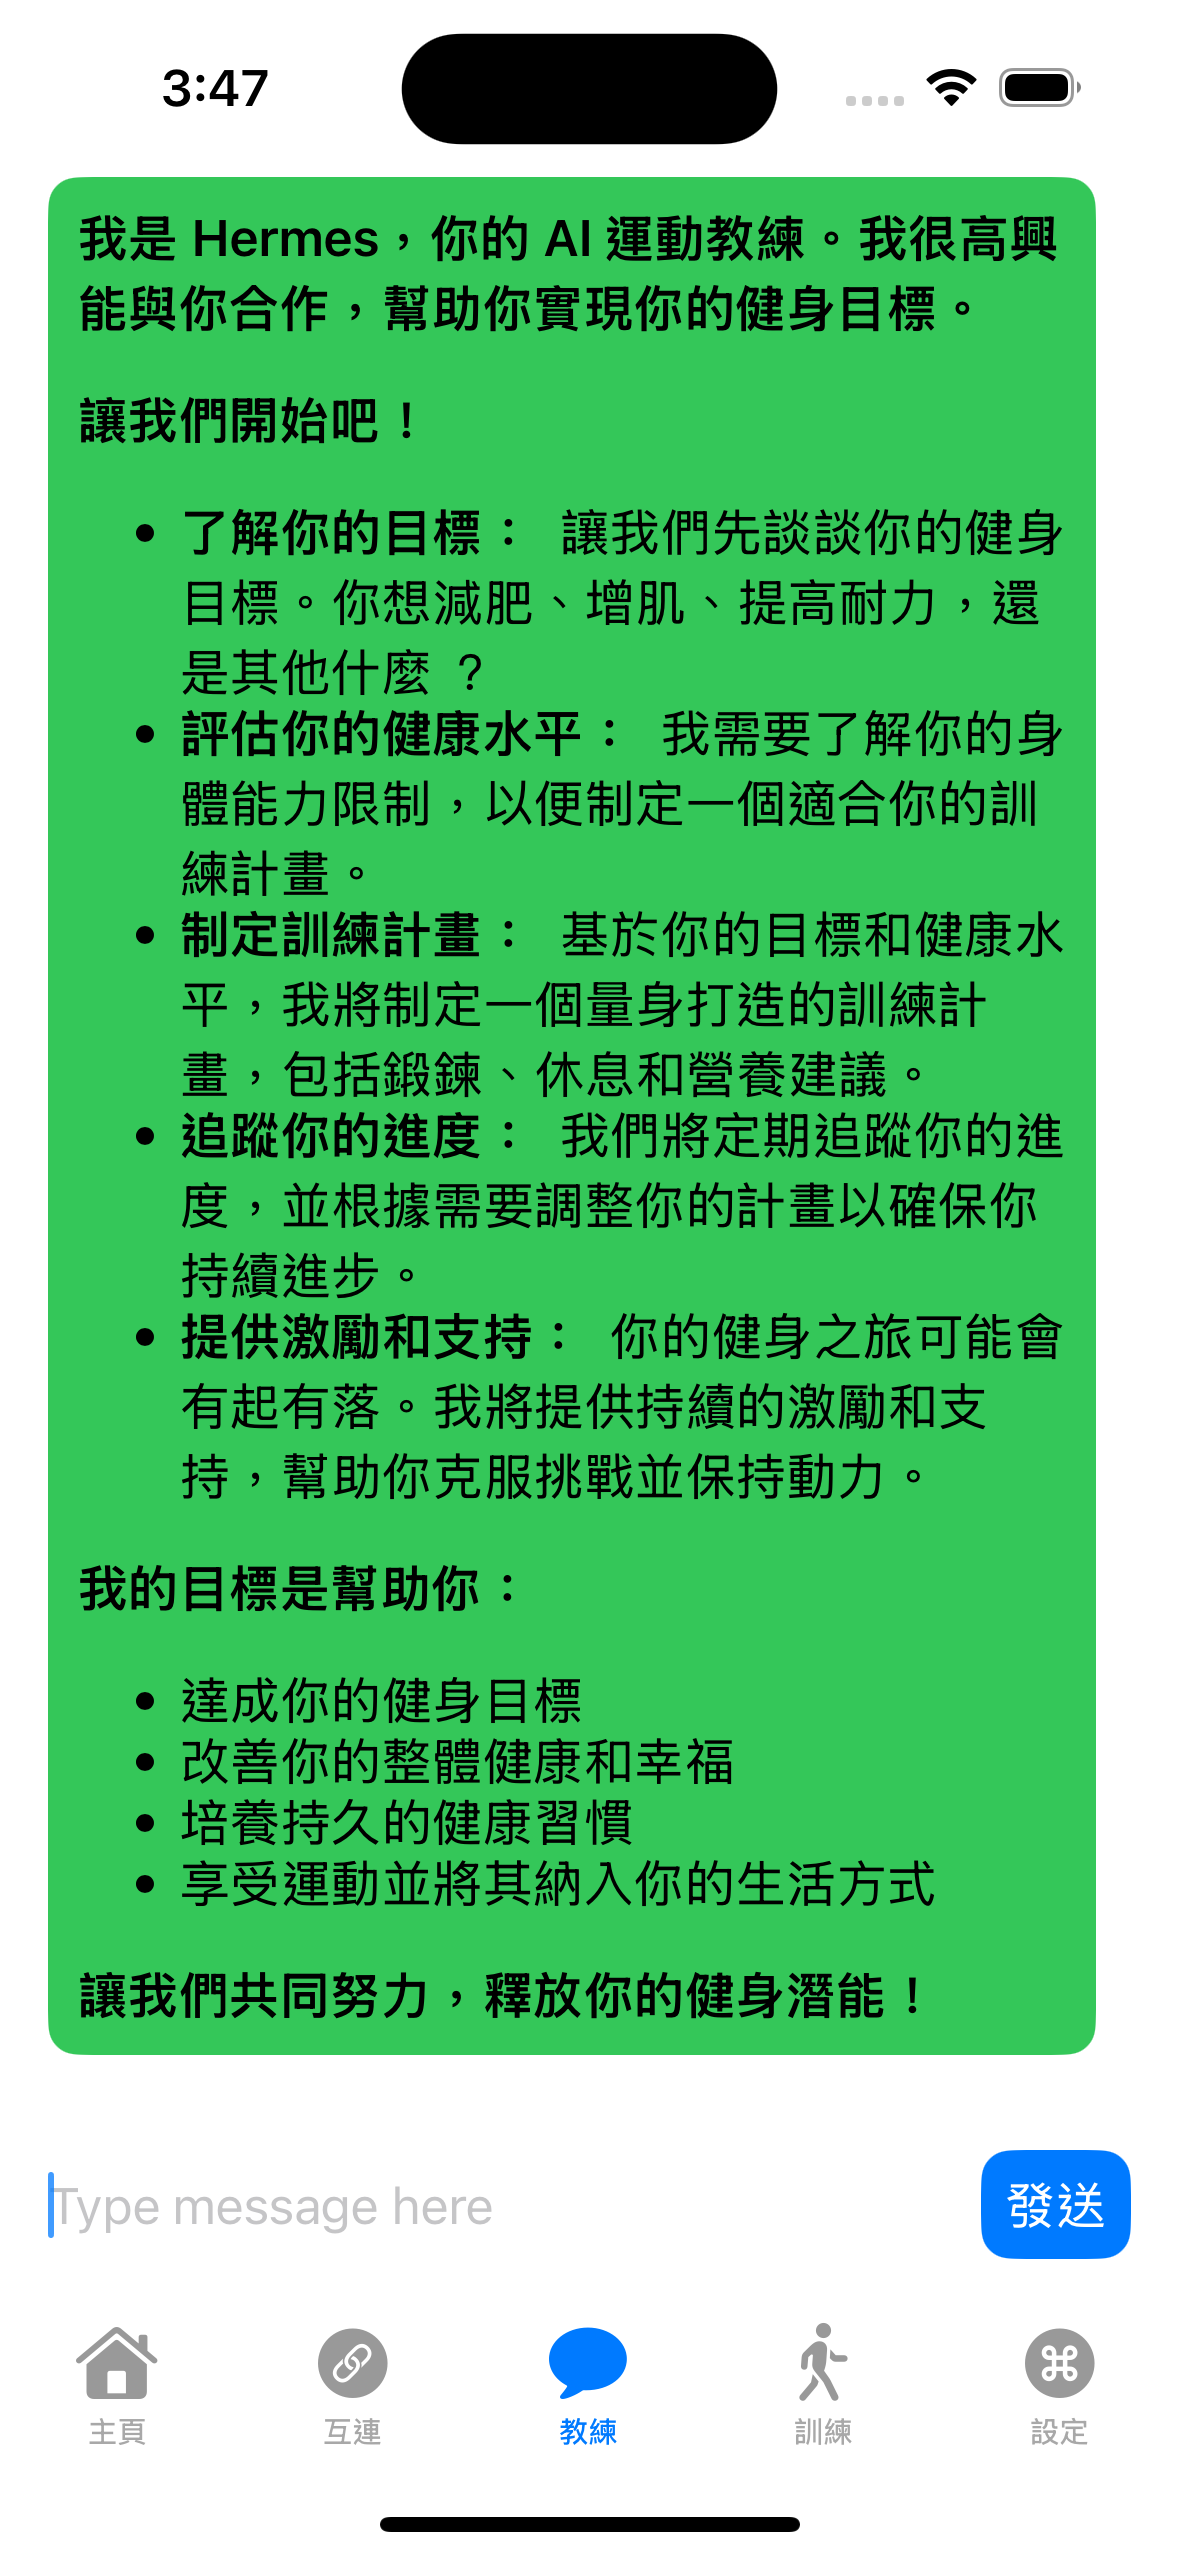 3:47
我是 Hermes，你的 AI 運動教練。我很高興
能與你合作，幫助你實現你的健身目標。
讓我們開始吧！
• 了解你的目標： 讓我們先談談你的健身
目標。你想減肥、增肌、提高耐力，還
是其他什麼 ？
• 評估你的健康水平： 我需要了解你的身
體能力限制，以便制定一個適合你的訓
練計畫。
• 制定訓練計畫： 基於你的目標和健康水
平，我將制定一個量身打造的訓練計
畫，包括鍛鍊、休息和營養建議。
• 追蹤你的進度： 我們將定期追蹤你的進
度，並根據需要調整你的計畫以確保你
持續進步。
• 提供激勵和支持： 你的健身之旅可能會
有起有落。我將提供持續的激勵和支
持，幫助你克服挑戰並保持動力。
我的目標是幫助你：
• 達成你的健身目標
• 改善你的整體健康和幸福
• 培養持久的健康習慣
• 享受運動並將其納入你的生活方式
讓我們共同努力，釋放你的健身潛能！
Type message here
發送
主頁
互連
教練
訓練
設定